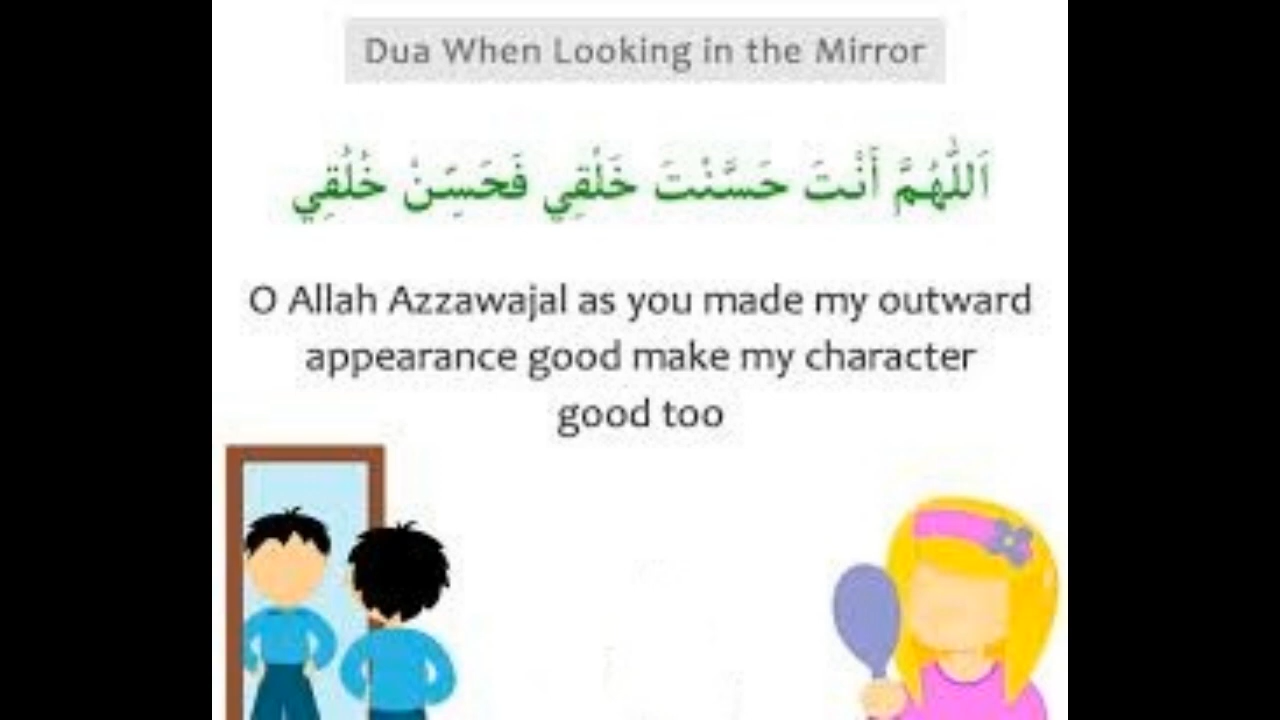 Dua When Looking in the Mirror
اَللّٰهُمَّ أَنْتَ حَسَّنْتَ خَلْقِي فَحَسِّنْ خُلُقِي
O Allah Azzawajal as you made my outward
appearance good make my character
good too